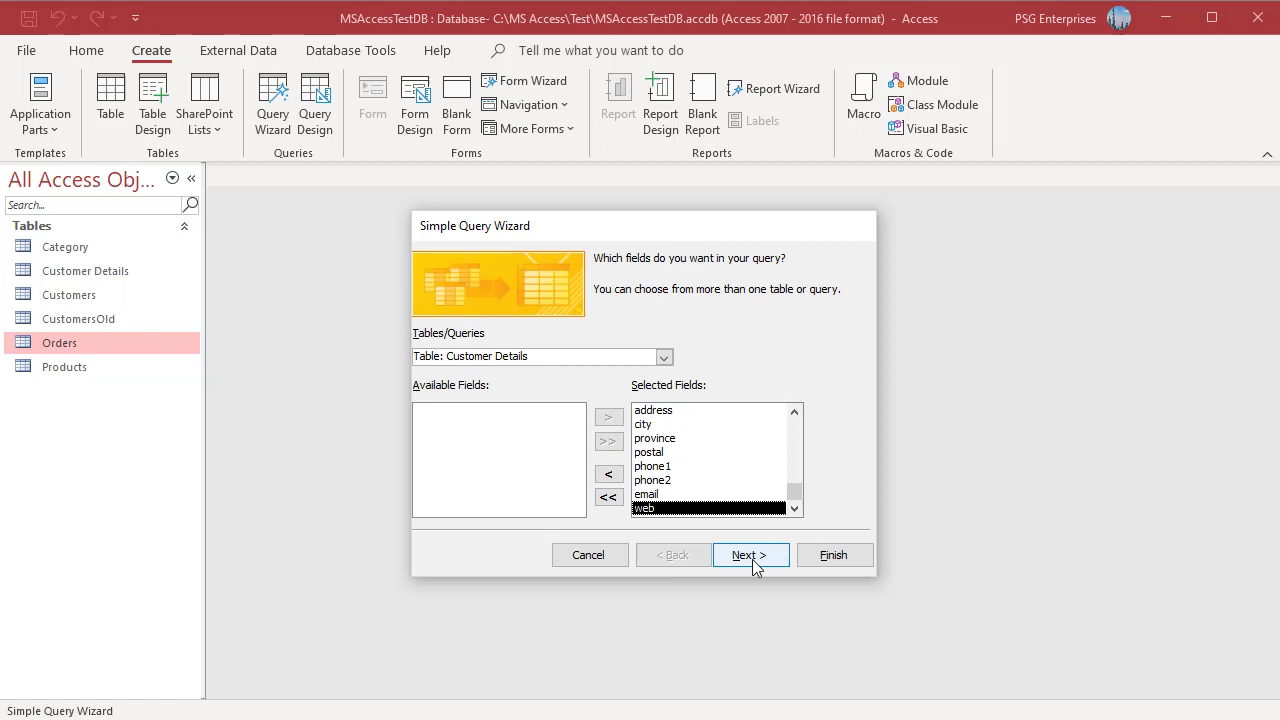 MSAccessTestDB : Database- C:\MS Access\Test\MSAccessTestDB.accdb (Access 2007 - 2016 file format) - Access
PSG Enterprises
File Home Create External Data Database Tools Help Tell me what you want to do
Application Parts
Templates
Table
Table Design
SharePoint Lists
Tables
Query Wizard
Query Design
Queries
Form
Form Design
Blank Form
Form Wizard
Navigation
More Forms
Forms
Report
Report Design
Blank Report
Report Wizard
Labels
Reports
Macro
Module
Class Module
Visual Basic
Macros & Code
All Access Obj...
Search...
Tables
Category
Customer Details
Customers
CustomersOld
Orders
Products
Simple Query Wizard
Which fields do you want in your query?
You can choose from more than one table or query.
Tables/Queries
Table: Customer Details
Available Fields:
Selected Fields:
>
>>
<
<<
address
city
province
postal
phone1
phone2
email
web
Cancel
< Back
Next >
Finish
Simple Query Wizard